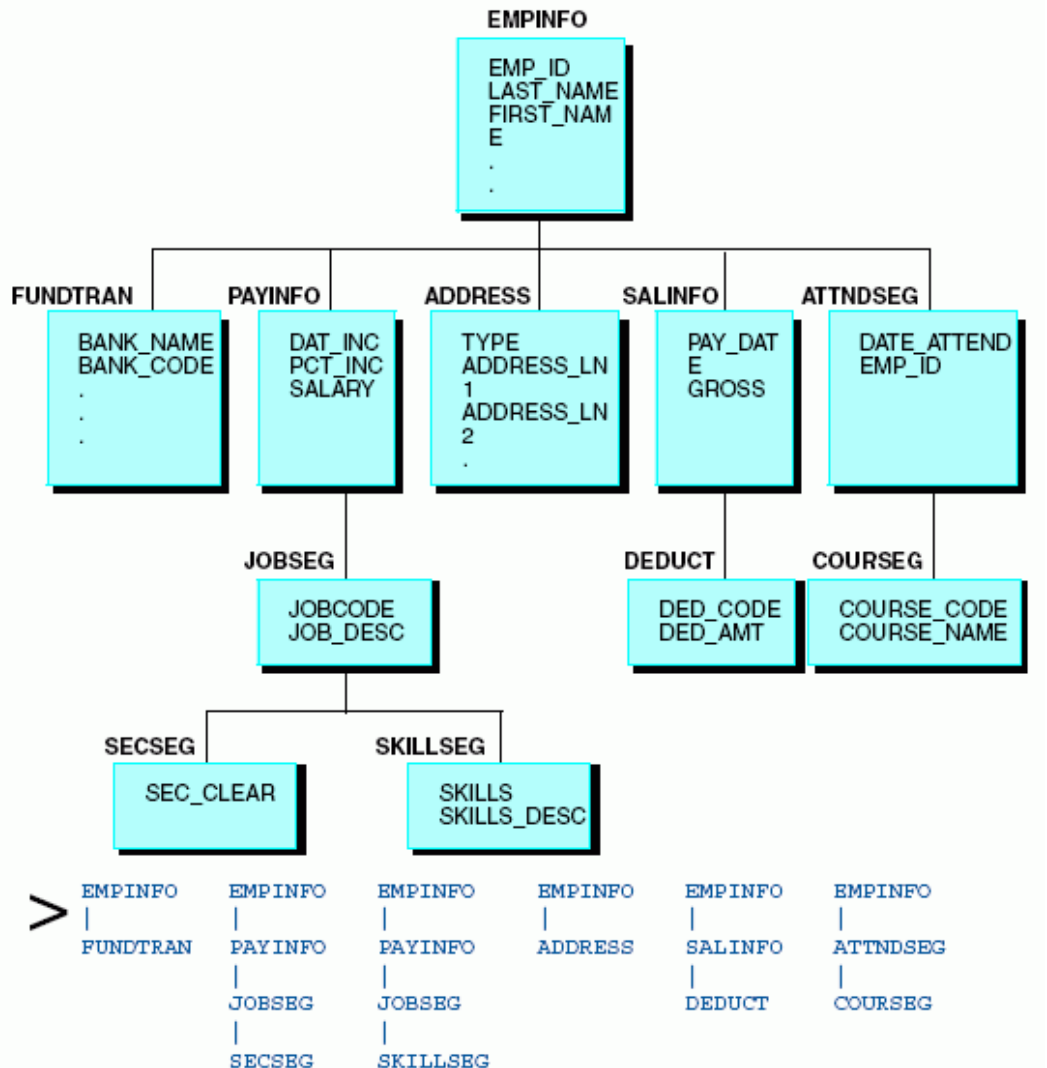 EMPINFO
EMP_ID
LAST_NAME
FIRST_NAM
E
.
.
FUNDTRAN PAYINFO ADDRESS SALINFO ATTNDSEG
BANK_NAME
BANK_CODE
.
.
.
DAT_INC
PCT_INC
SALARY
TYPE
ADDRESS_LN
1
ADDRESS_LN
2
.
PAY_DAT
E
GROSS
DATE_ATTEND
EMP_ID
JOBSEG DEDUCT COURSEG
JOBCODE
JOB_DESC
DED_CODE
DED_AMT
COURSE_CODE
COURSE_NAME
SECSEG SKILLSEG
SEC_CLEAR
SKILLS
SKILLS_DESC
> EMPINFO EMPINFO EMPINFO EMPINFO EMPINFO EMPINFO
| | | | | |
FUNDTRAN PAYINFO PAYINFO ADDRESS SALINFO ATTNDSEG
| | | |
JOBSEG JOBSEG DEDUCT COURSEG
| |
SECSEG SKILLSEG